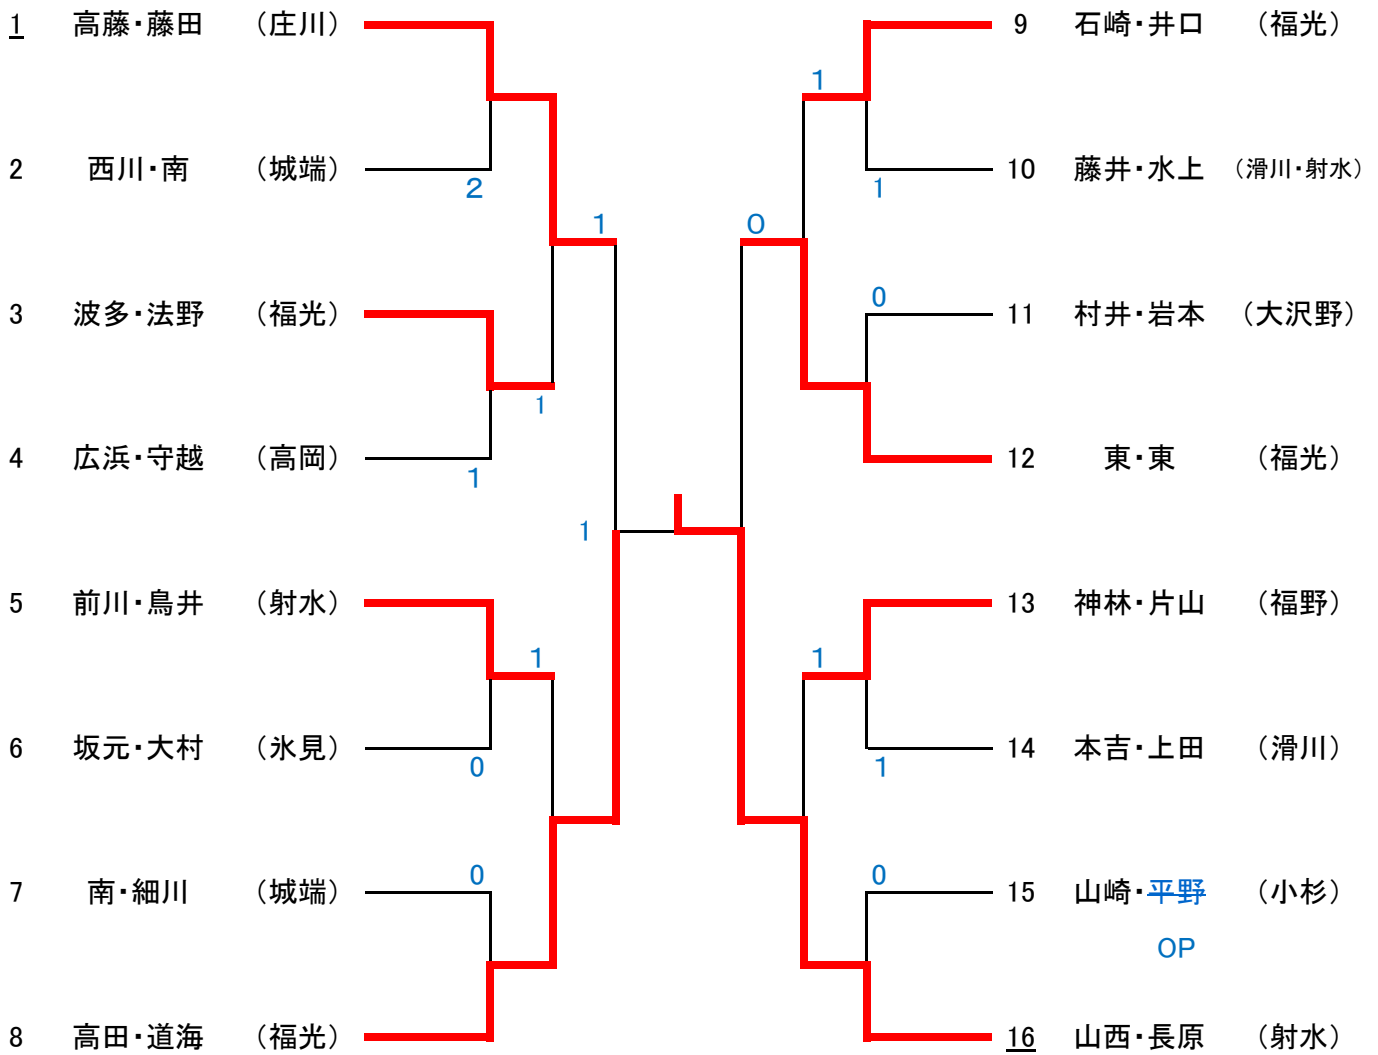 1 高藤・藤田 （庄川）
2 西川・南 （城端）
2
3 波多・法野 （福光）
1
4 広浜・守越 （高岡）
1
1
1
5 前川・鳥井 （射水）
1
6 坂元・大村 （氷見）
0
7 南・細川 （城端）
0
8 高田・道海 （福光）
9 石崎・井口 （福光）
1
10 藤井・水上 （滑川・射水）
1
0
11 村井・岩本 （大沢野）
0
12 東・東 （福光）
13 神林・片山 （福野）
1
14 本吉・上田 （滑川）
1
15 山崎・平野 （小杉）
0
OP
16 山西・長原 （射水）